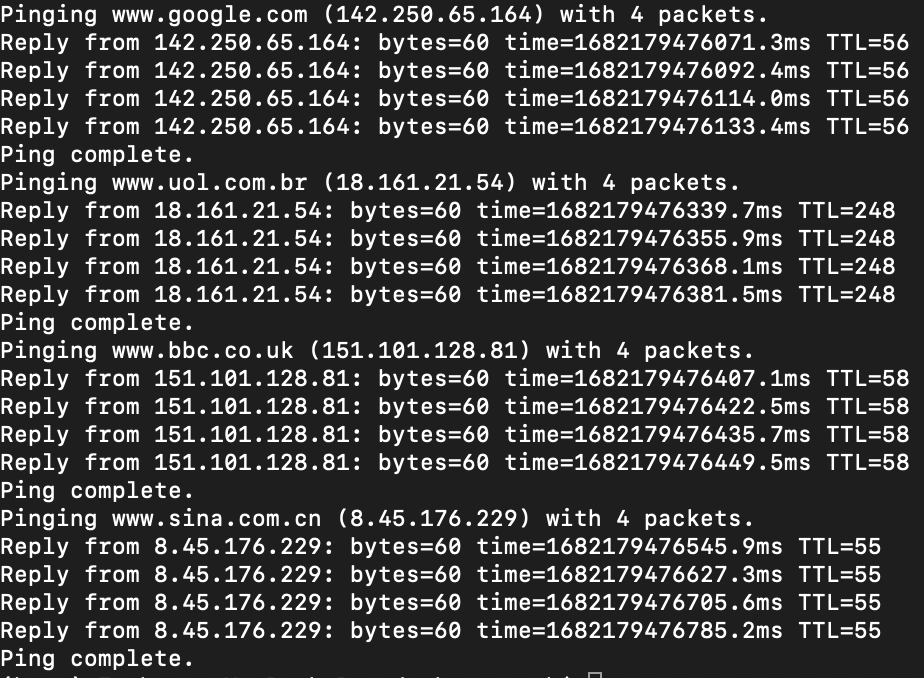 Pinging www.google.com (142.250.65.164) with 4 packets.
Reply from 142.250.65.164: bytes=60 time=1682179476071.3ms TTL=56
Reply from 142.250.65.164: bytes=60 time=1682179476092.4ms TTL=56
Reply from 142.250.65.164: bytes=60 time=1682179476114.0ms TTL=56
Reply from 142.250.65.164: bytes=60 time=1682179476133.4ms TTL=56
Ping complete.
Pinging www.uol.com.br (18.161.21.54) with 4 packets.
Reply from 18.161.21.54: bytes=60 time=1682179476339.7ms TTL=248
Reply from 18.161.21.54: bytes=60 time=1682179476355.9ms TTL=248
Reply from 18.161.21.54: bytes=60 time=1682179476368.1ms TTL=248
Reply from 18.161.21.54: bytes=60 time=1682179476381.5ms TTL=248
Ping complete.
Pinging www.bbc.co.uk (151.101.128.81) with 4 packets.
Reply from 151.101.128.81: bytes=60 time=1682179476407.1ms TTL=58
Reply from 151.101.128.81: bytes=60 time=1682179476422.5ms TTL=58
Reply from 151.101.128.81: bytes=60 time=1682179476435.7ms TTL=58
Reply from 151.101.128.81: bytes=60 time=1682179476449.5ms TTL=58
Ping complete.
Pinging www.sina.com.cn (8.45.176.229) with 4 packets.
Reply from 8.45.176.229: bytes=60 time=1682179476545.9ms TTL=55
Reply from 8.45.176.229: bytes=60 time=1682179476627.3ms TTL=55
Reply from 8.45.176.229: bytes=60 time=1682179476705.6ms TTL=55
Reply from 8.45.176.229: bytes=60 time=1682179476785.2ms TTL=55
Ping complete.